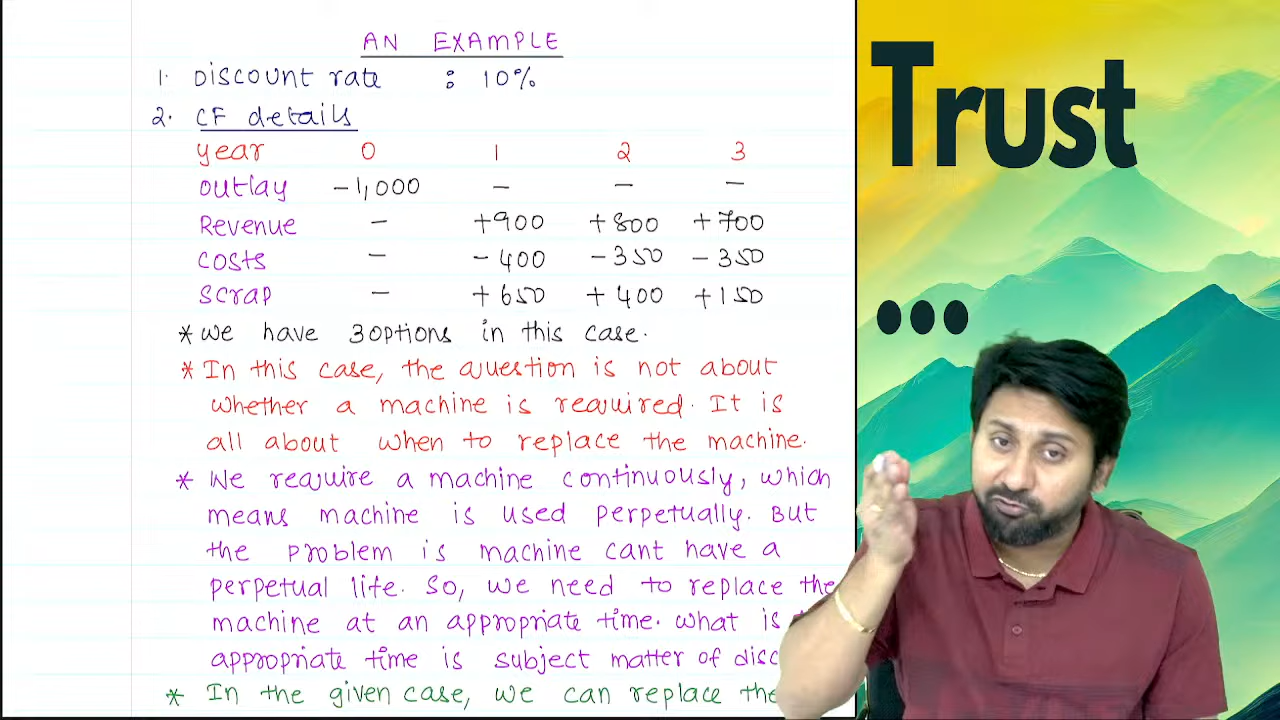 AN EXAMPLE
1. Discount rate : 10%
2. CF details
year 0 1 2 3
outlay -1,000 - - -
Revenue - +900 +800 +700
costs - -400 -350 -350
scrap - +650 +400 +150
* we have 3 options in this case.
* In this case, the question is not about
whether a machine is required. It is
all about when to replace the machine.
* We require a machine continuously, which
means machine is used perpetually. But
the problem is machine cant have a
perpetual life. So, we need to replace the
machine at an appropriate time. what is
appropriate time is subject matter of
* In the given case, we can replace the
Trust
...